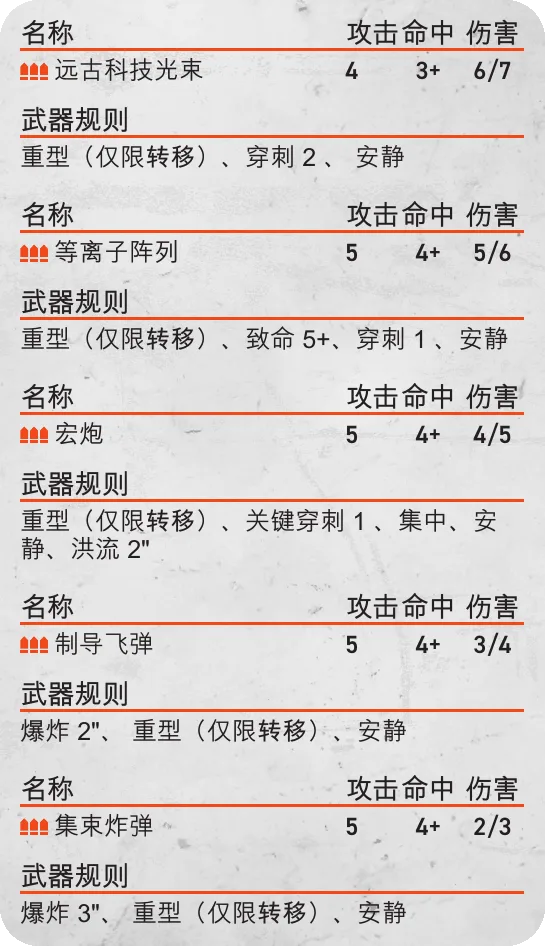 名称 攻击 命中 伤害
远古科技光束 4 3+ 6/7
武器规则
重型（仅限转移）、穿刺 2 、 安静
名称 攻击 命中 伤害
等离子阵列 5 4+ 5/6
武器规则
重型（仅限转移）、致命 5+、穿刺 1 、安静
名称 攻击 命中 伤害
宏炮 5 4+ 4/5
武器规则
重型（仅限转移）、关键穿刺 1 、集中、安
静、洪流 2"
名称 攻击 命中 伤害
制导飞弹 5 4+ 3/4
武器规则
爆炸 2"、 重型（仅限转移）、安静
名称 攻击 命中 伤害
集束炸弹 5 4+ 2/3
武器规则
爆炸 3"、 重型（仅限转移）、安静